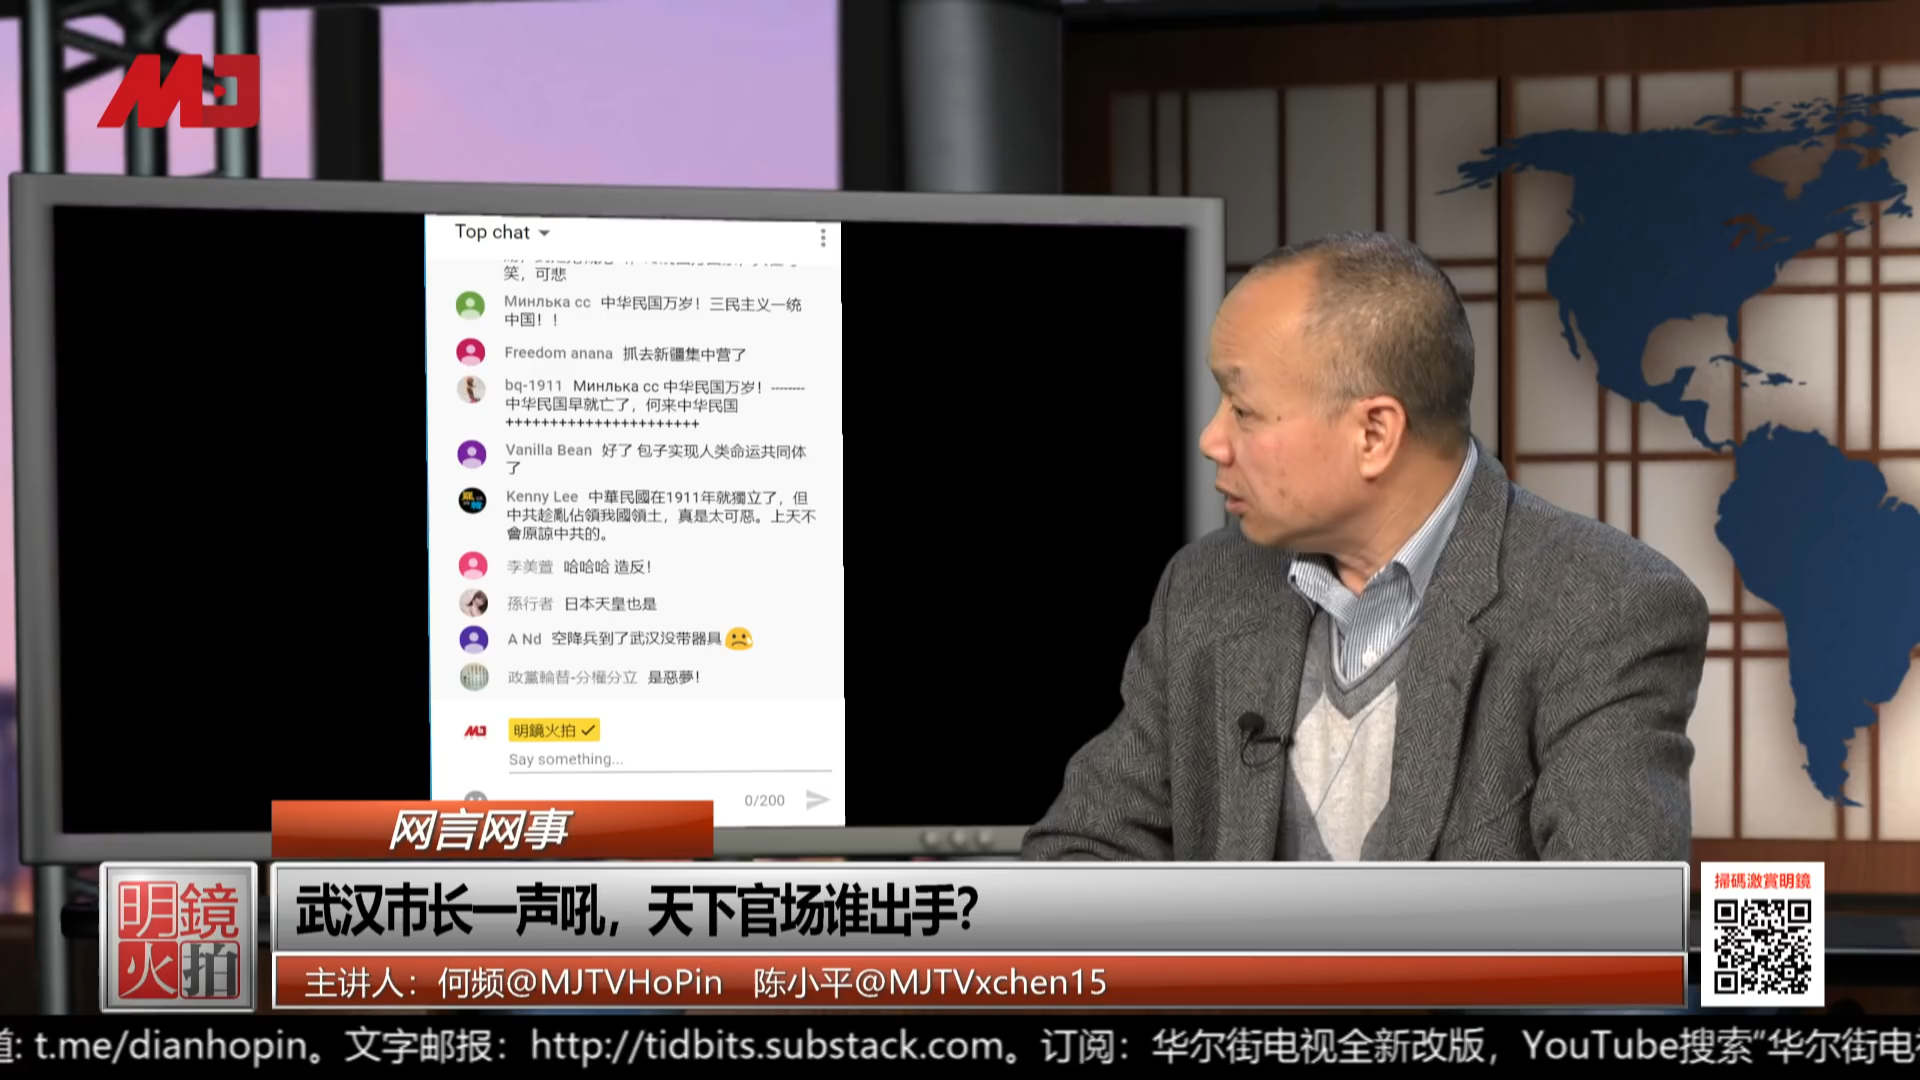 MJ
Top chat
笑，可悲
Минлька cc 中华民国万岁！三民主义一统
中国！！
Freedom anana 抓去新疆集中营了
bq-1911 Минлька cc 中华民国万岁！--------
中华民国早就亡了，何来中华民国
++++++++++++++++++++++
Vanilla Bean 好了 包子实现人类命运共同体
了
Kenny Lee 中華民國在1911年就獨立了，但
中共趁亂佔領我國領土，真是太可惡。上天不
會原諒中共的。
李美萱 哈哈哈 造反！
孫行者 日本天皇也是
A Nd 空降兵到了武汉没带器具
政黨輪替-分權分立 是惡夢！
明鏡火拍
Say something...
0/200
网言网事
明鏡
火拍
武汉市长一声吼，天下官场谁出手？
主讲人：何频@MJTVHoPin 陈小平@MJTVxchen15
掃碼激賞明鏡
道: t.me/dianhopin。文字邮报：http://tidbits.substack.com。订阅：华尔街电视全新改版，YouTube搜索“华尔街电视